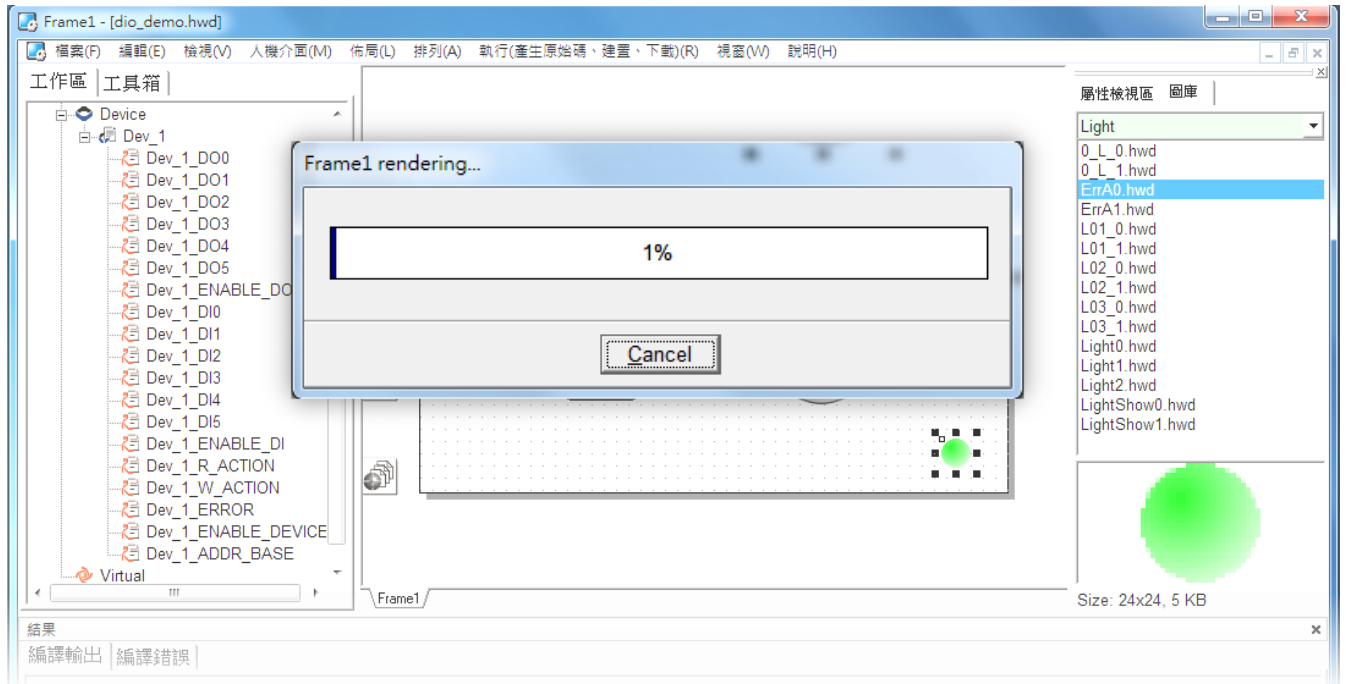 Frame1 - [dio_demo.hwd]
檔案(F) 編輯(E) 檢視(V) 人機介面(M) 佈局(L) 排列(A) 執行(產生原始碼、建置、下載)(R) 視窗(W) 說明(H)
工作區 工具箱
Device
Dev_1
Dev_1_DO0
Dev_1_DO1
Dev_1_DO2
Dev_1_DO3
Dev_1_DO4
Dev_1_DO5
Dev_1_ENABLE_DO
Dev_1_DI0
Dev_1_DI1
Dev_1_DI2
Dev_1_DI3
Dev_1_DI4
Dev_1_DI5
Dev_1_ENABLE_DI
Dev_1_R_ACTION
Dev_1_W_ACTION
Dev_1_ERROR
Dev_1_ENABLE_DEVICE
Dev_1_ADDR_BASE
Virtual
Frame1 rendering...
1%
Cancel
Frame1
屬性檢視區 圖庫
Light
0_L_0.hwd
0_L_1.hwd
ErrA0.hwd
ErrA1.hwd
L01_0.hwd
L01_1.hwd
L02_0.hwd
L02_1.hwd
L03_0.hwd
L03_1.hwd
Light0.hwd
Light1.hwd
Light2.hwd
LightShow0.hwd
LightShow1.hwd
Size: 24x24, 5 KB
結果
編譯輸出 編譯錯誤